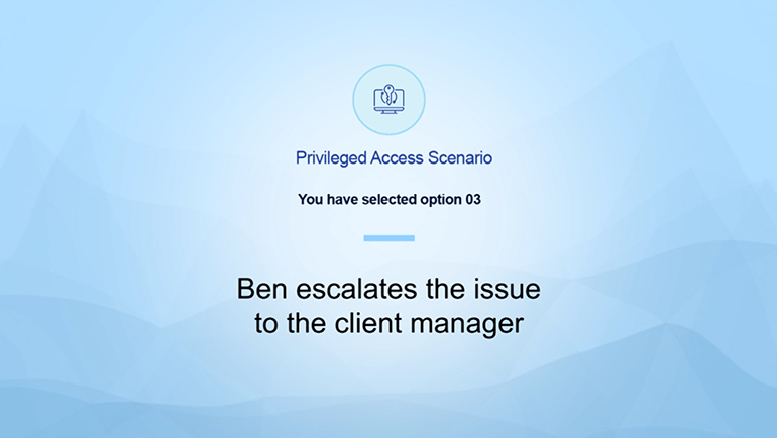 Privileged Access Scenario
You have selected option 03
Ben escalates the issue
to the client manager